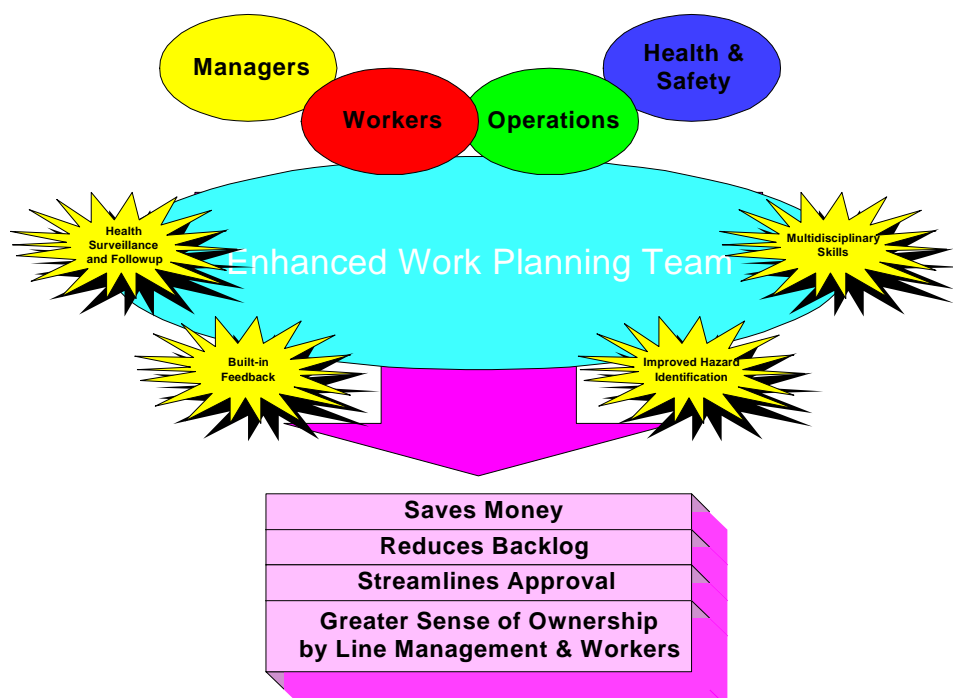 Managers
Health &
Safety
Workers
Operations
Health
Surveillance
and Followup
Enhanced Work Planning Team
Multidisciplinary
Skills
Built-in
Feedback
Improved Hazard
Identification
Saves Money
Reduces Backlog
Streamlines Approval
Greater Sense of Ownership
by Line Management & Workers